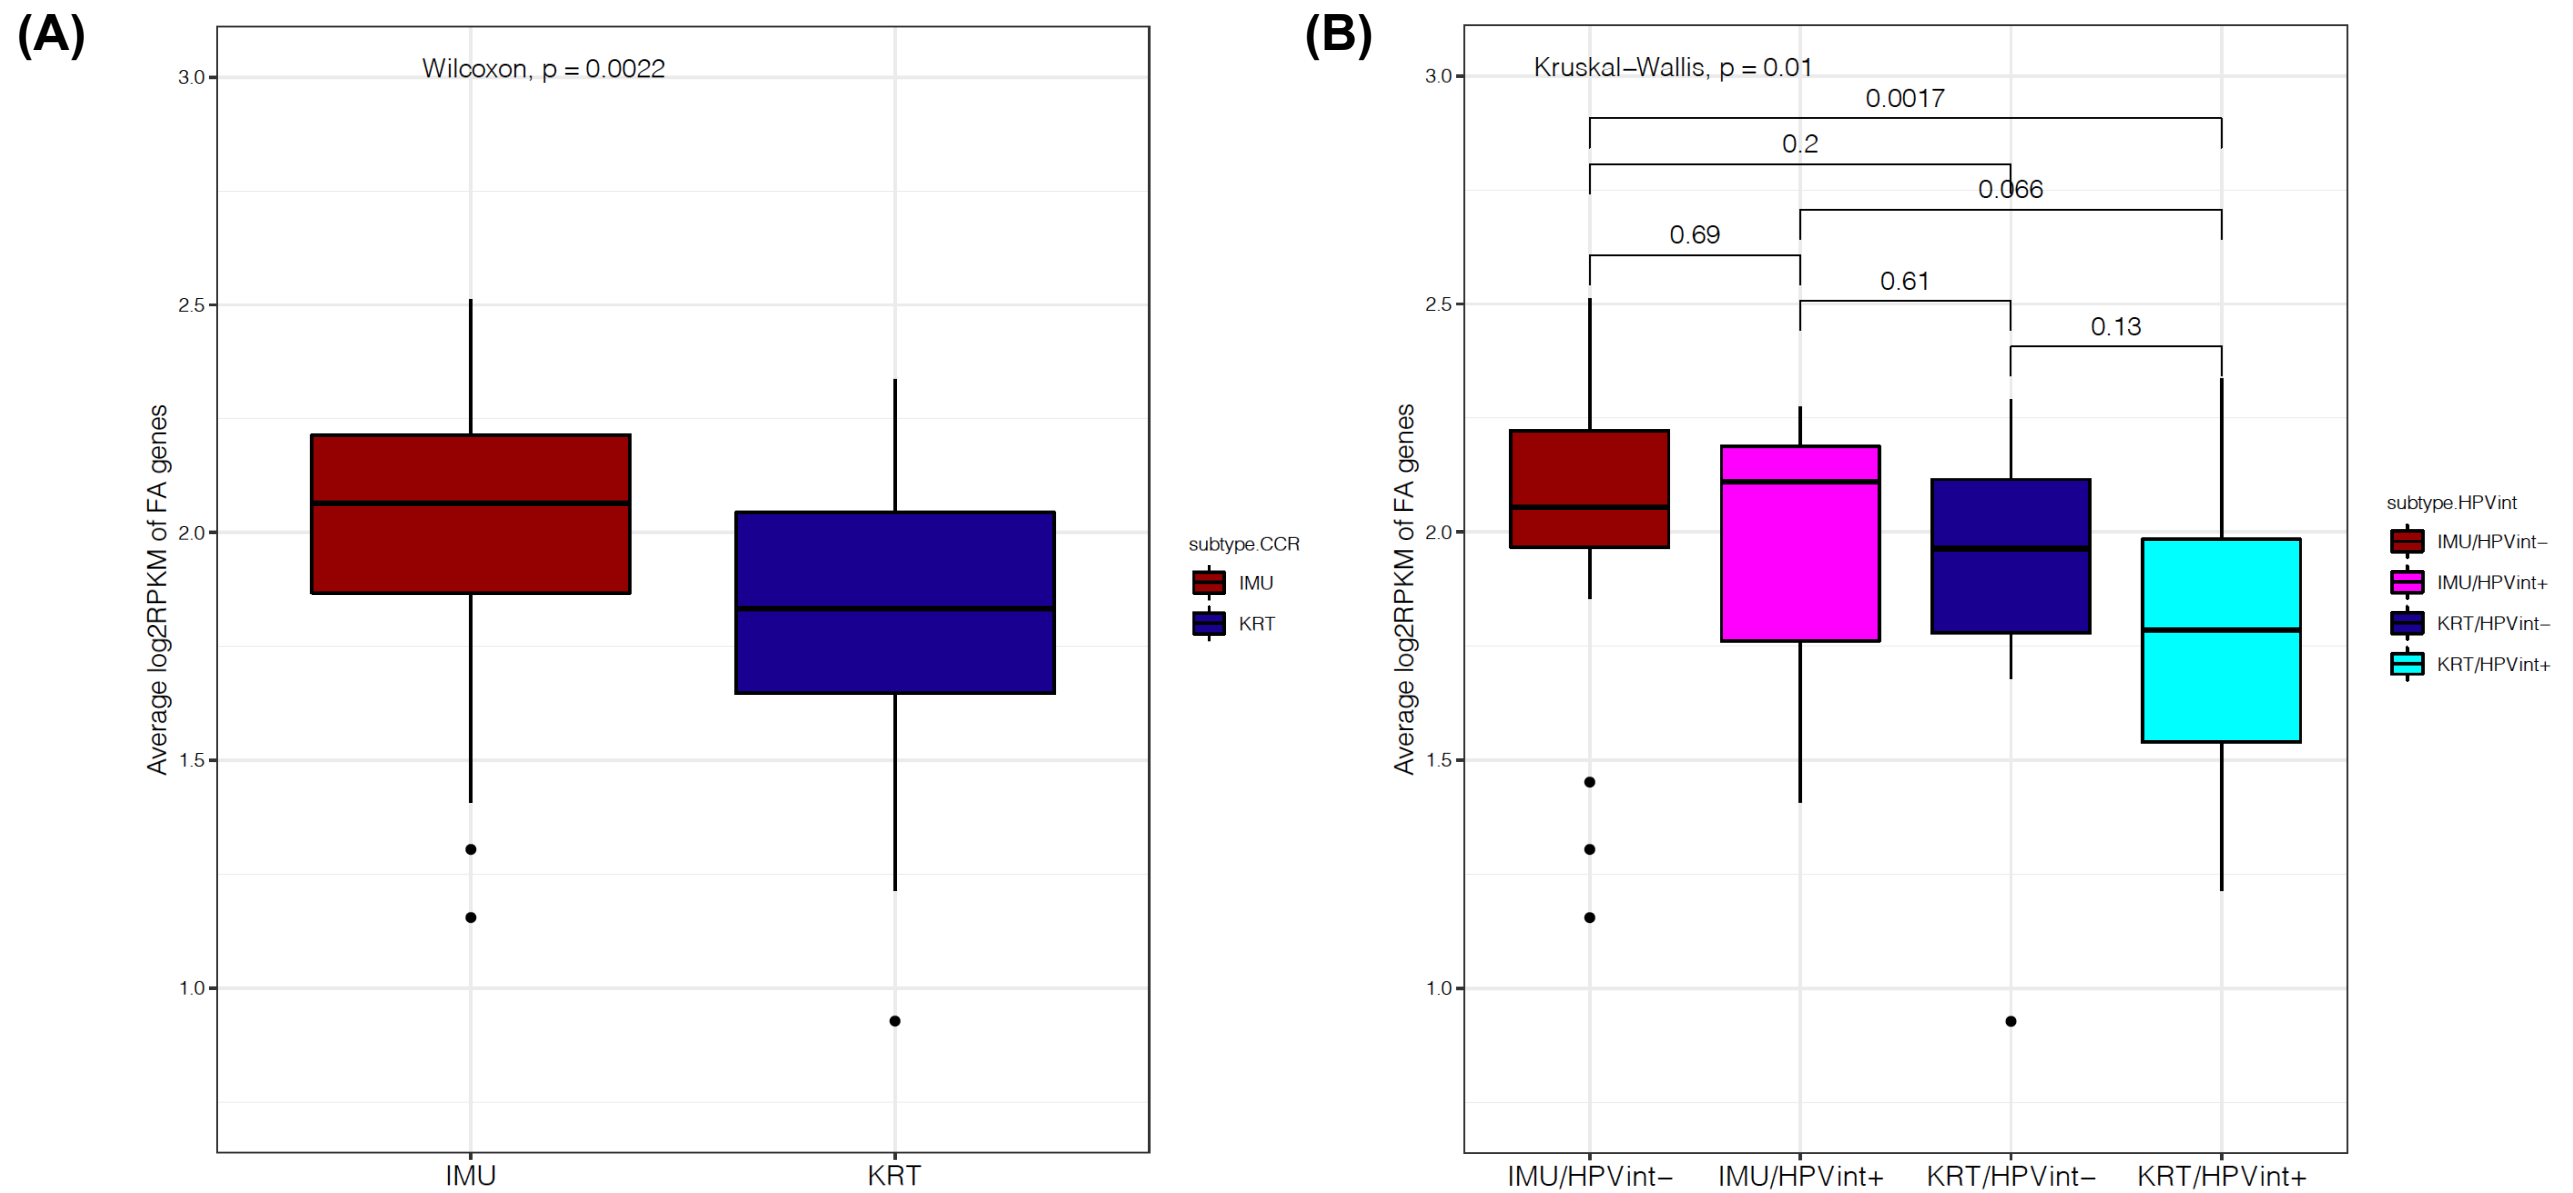 (A)
Wilcoxon, p = 0.0022
3.0
2.5
2.0
1.5
1.0
Average log2RPKM of FA genes
IMU
KRT
subtype.CCR
IMU
KRT
(B)
Kruskal–Wallis, p = 0.01
0.0017
0.2
0.066
0.69
0.61
0.13
3.0
2.5
2.0
1.5
1.0
Average log2RPKM of FA genes
IMU/HPVint–
IMU/HPVint+
KRT/HPVint–
KRT/HPVint+
subtype.HPVint
IMU/HPVint–
IMU/HPVint+
KRT/HPVint–
KRT/HPVint+